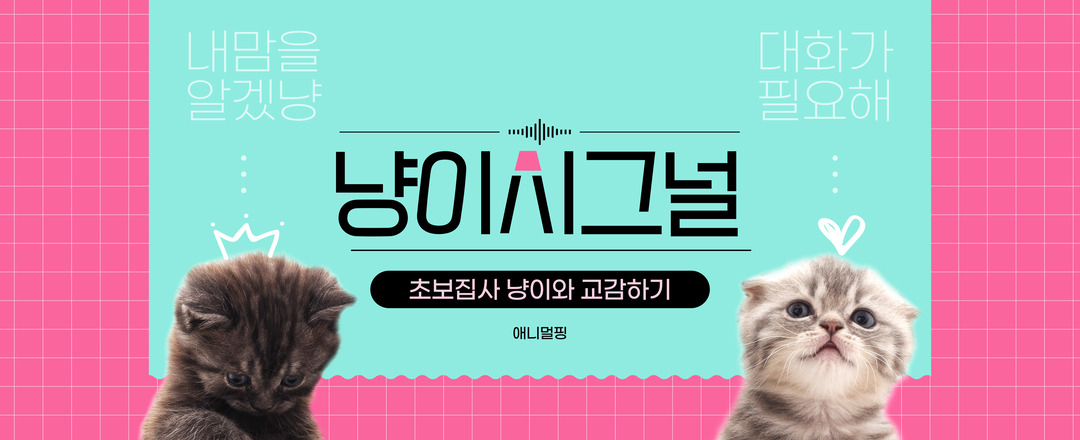 내맘을
알겠냥
대화가
필요해
냥이시그널
초보집사 냥이와 교감하기
애니멀핑